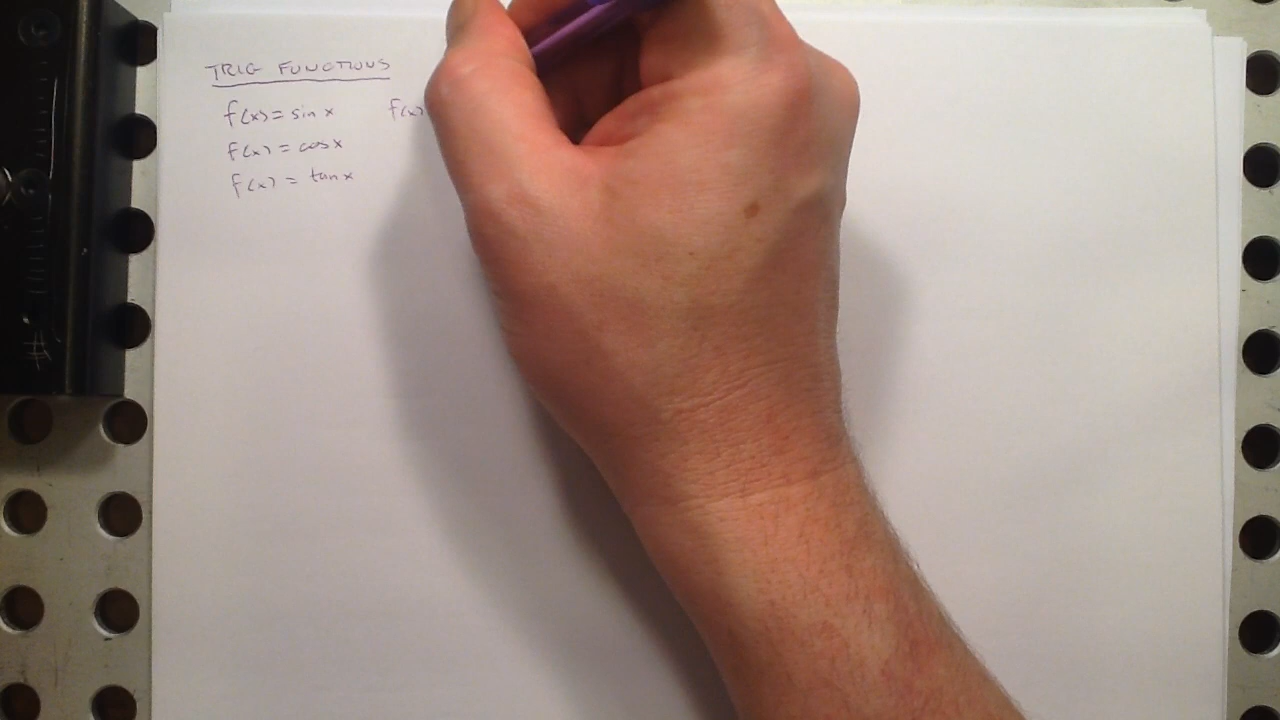 TRIG FUNCTIONS
f(x) = sin x f(x)
f(x) = cos x
f(x) = tan x